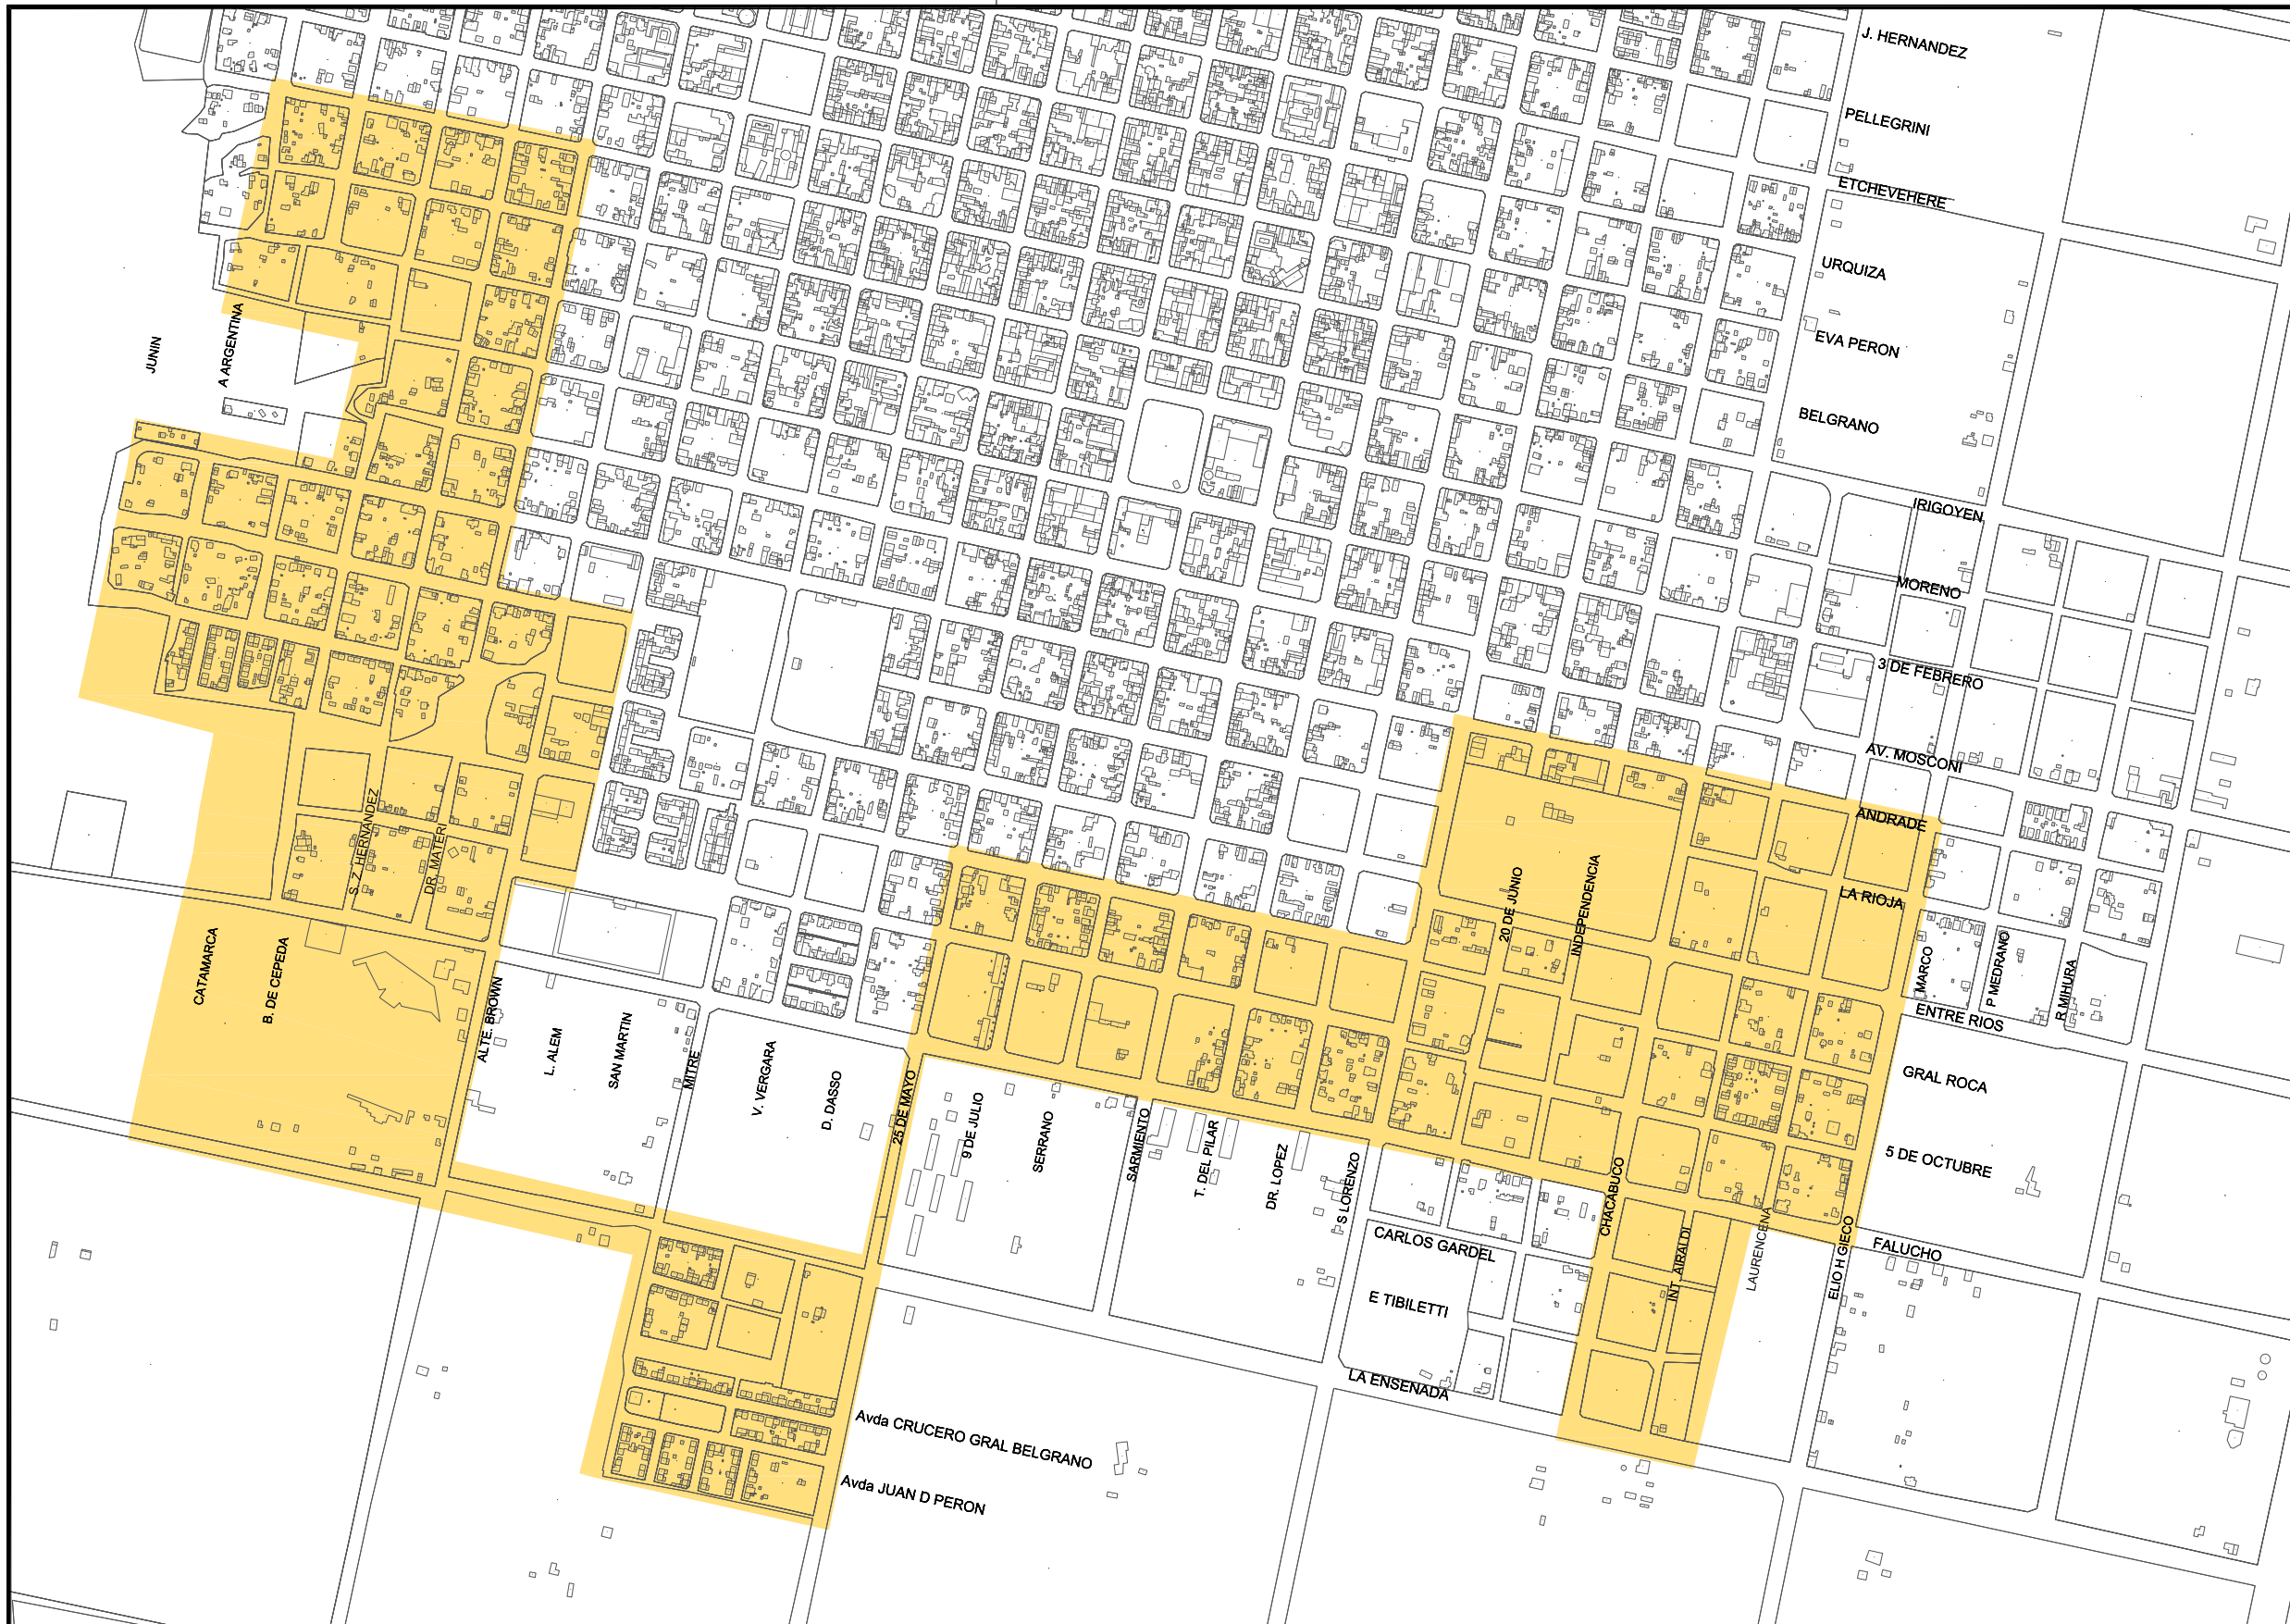 J. HERNANDEZ
PELLEGRINI
ETCHEVEHERE
URQUIZA
EVA PERON
BELGRANO
IRIGOYEN
MORENO
3 DE FEBRERO
AV. MOSCONI
ANDRADE
LA RIOJA
ENTRE RIOS
GRAL ROCA
5 DE OCTUBRE
FALUCHO
JUNIN
A ARGENTINA
S. Z. HERNANDEZ
DR. MATERI
CATAMARCA
B. DE CEPEDA
ALTE. BROWN
L. ALEM
SAN MARTIN
MITRE
V. VERGARA
D. DASSO
25 DE MAYO
9 DE JULIO
SERRANO
SARMIENTO
T. DEL PILAR
DR. LOPEZ
S LORENZO
20 DE JUNIO
INDEPENDENCIA
CHACABUCO
INT. AIRALDI
LAURENCENA
ELIO H GIECO
MARCO
P MEDRANO
R. MIHURA
CARLOS GARDEL
E TIBILETTI
LA ENSENADA
Avda CRUCERO GRAL BELGRANO
Avda JUAN D PERON